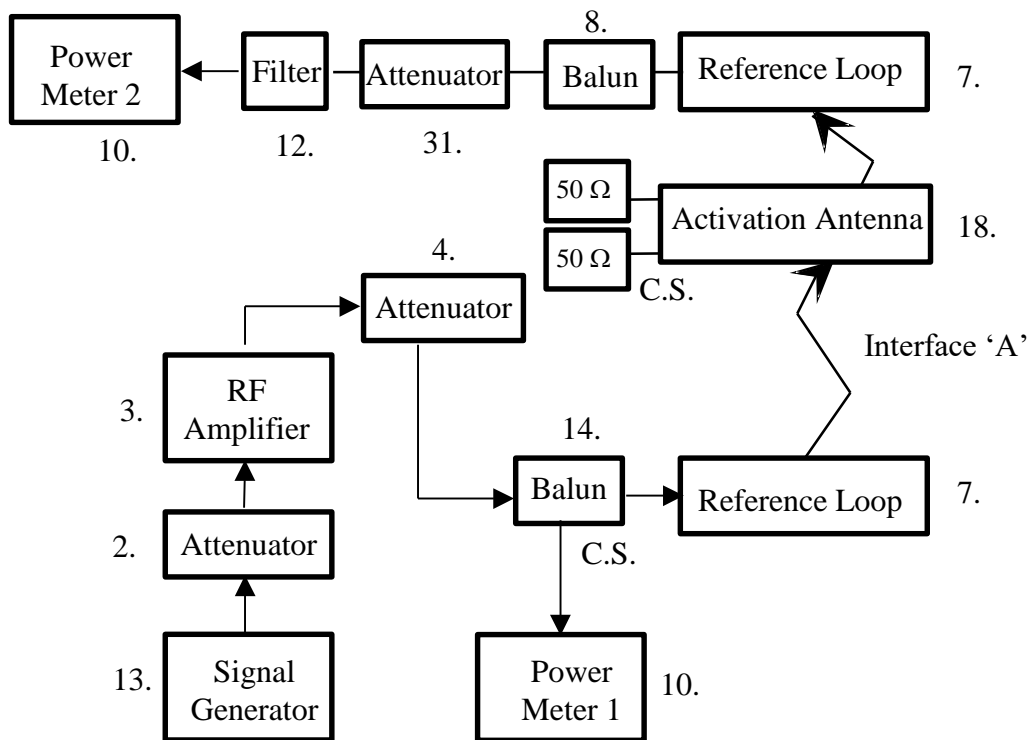 8.
Power
Meter 2
Filter
Attenuator
Balun
Reference Loop
7.
10.
12.
31.
50 Ω
Activation Antenna
18.
50 Ω
C.S.
4.
Attenuator
Interface ‘A’
3.
RF
Amplifier
14.
Balun
Reference Loop
7.
2.
Attenuator
C.S.
13.
Signal
Generator
Power
Meter 1
10.